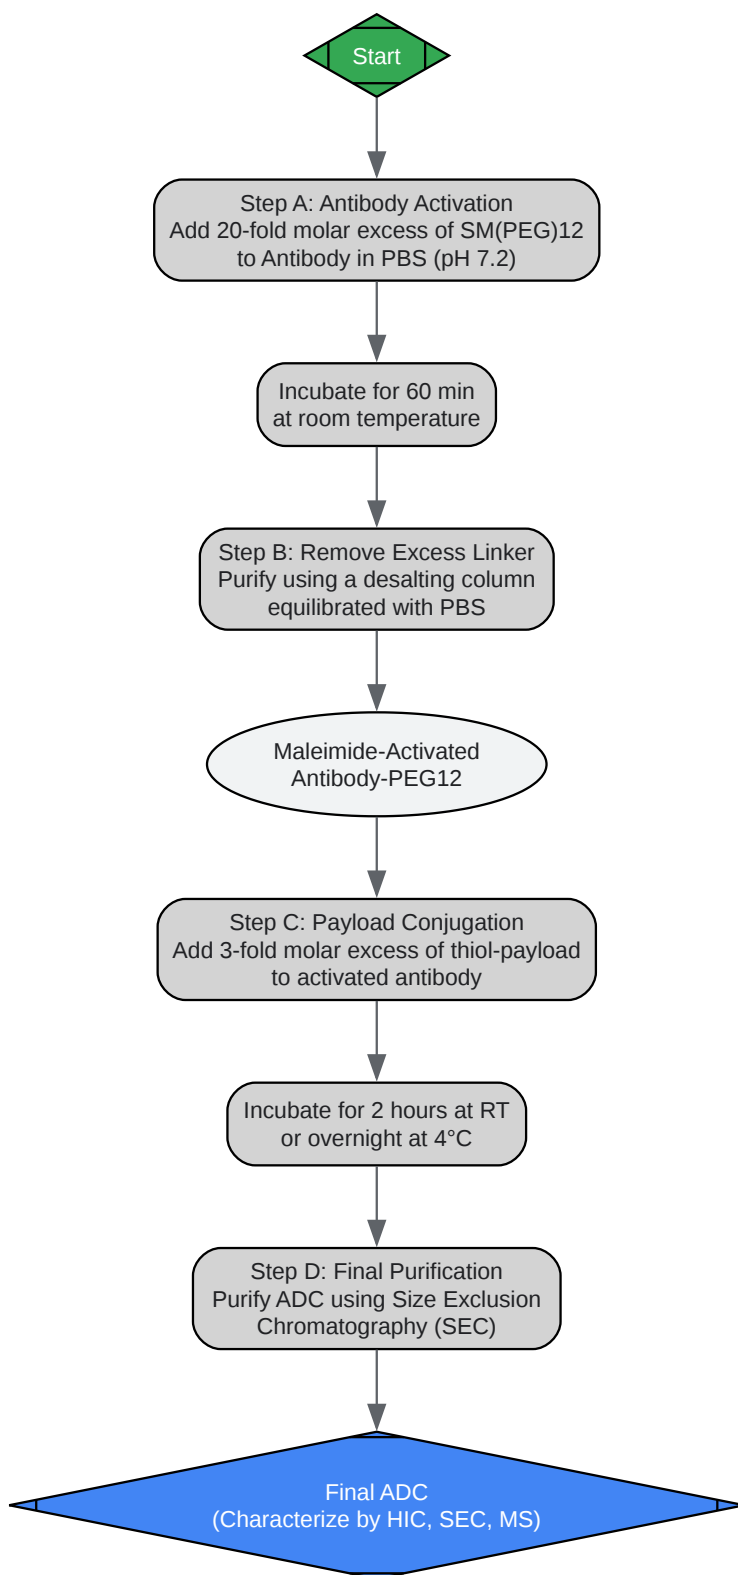 Start
Step A: Antibody Activation
Add 20-fold molar excess of SM(PEG)12
to Antibody in PBS (pH 7.2)
Incubate for 60 min
at room temperature
Step B: Remove Excess Linker
Purify using a desalting column
equilibrated with PBS
Maleimide-Activated
Antibody-PEG12
Step C: Payload Conjugation
Add 3-fold molar excess of thiol-payload
to activated antibody
Incubate for 2 hours at RT
or overnight at 4°C
Step D: Final Purification
Purify ADC using Size Exclusion
Chromatography (SEC)
Final ADC
(Characterize by HIC, SEC, MS)